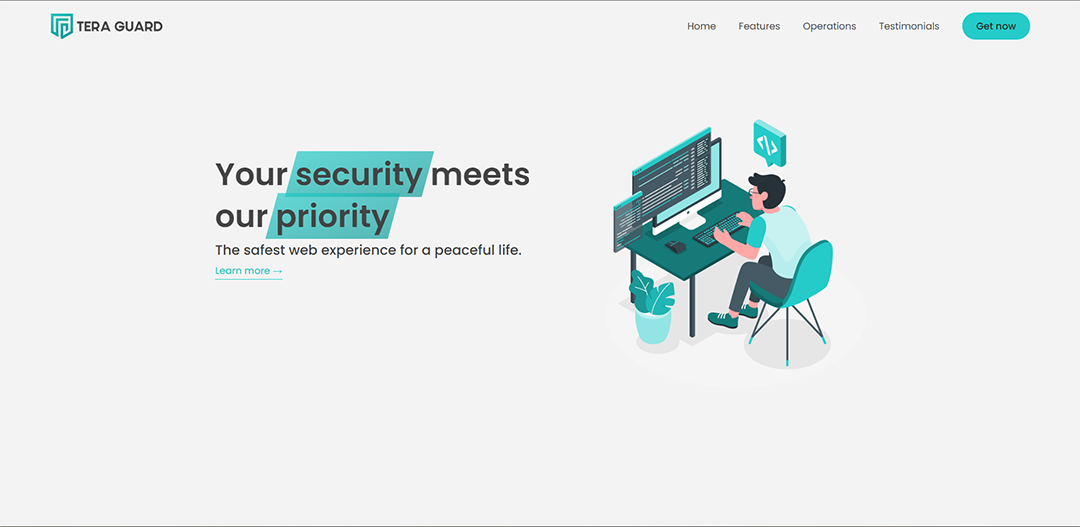 TERA GUARD
Home Features Operations Testimonials Get now
Your security meets
our priority
The safest web experience for a peaceful life.
Learn more →